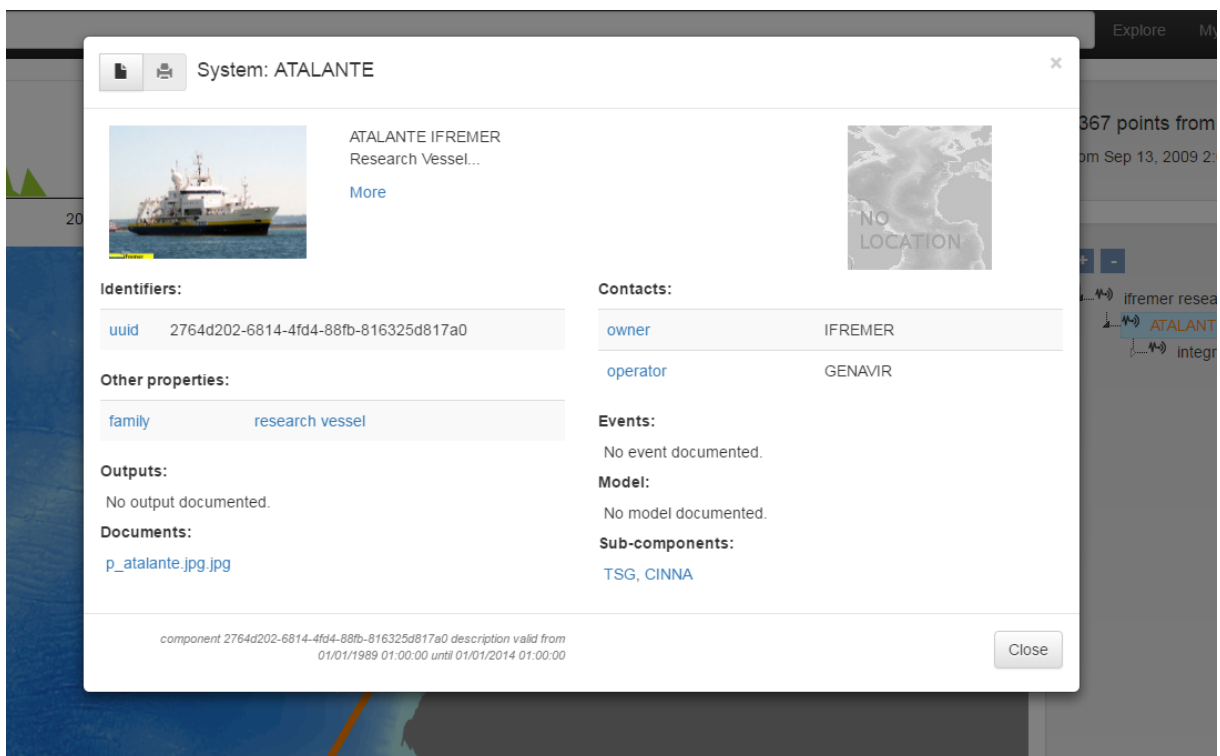 Explore
My
System: ATALANTE
×
ATALANTE IFREMER
Research Vessel...
More
NO
LOCATION
367 points from
om Sep 13, 2009 2:
20
Identifiers:
uuid 2764d202-6814-4fd4-88fb-816325d817a0
Other properties:
family research vessel
Outputs:
No output documented.
Documents:
p_atalante.jpg.jpg
Contacts:
owner IFREMER
operator GENAVIR
Events:
No event documented.
Model:
No model documented.
Sub-components:
TSG, CINNA
+ -
ifremer resea
ATALANT
integr
component 2764d202-6814-4fd4-88fb-816325d817a0 description valid from
01/01/1989 01:00:00 until 01/01/2014 01:00:00
Close